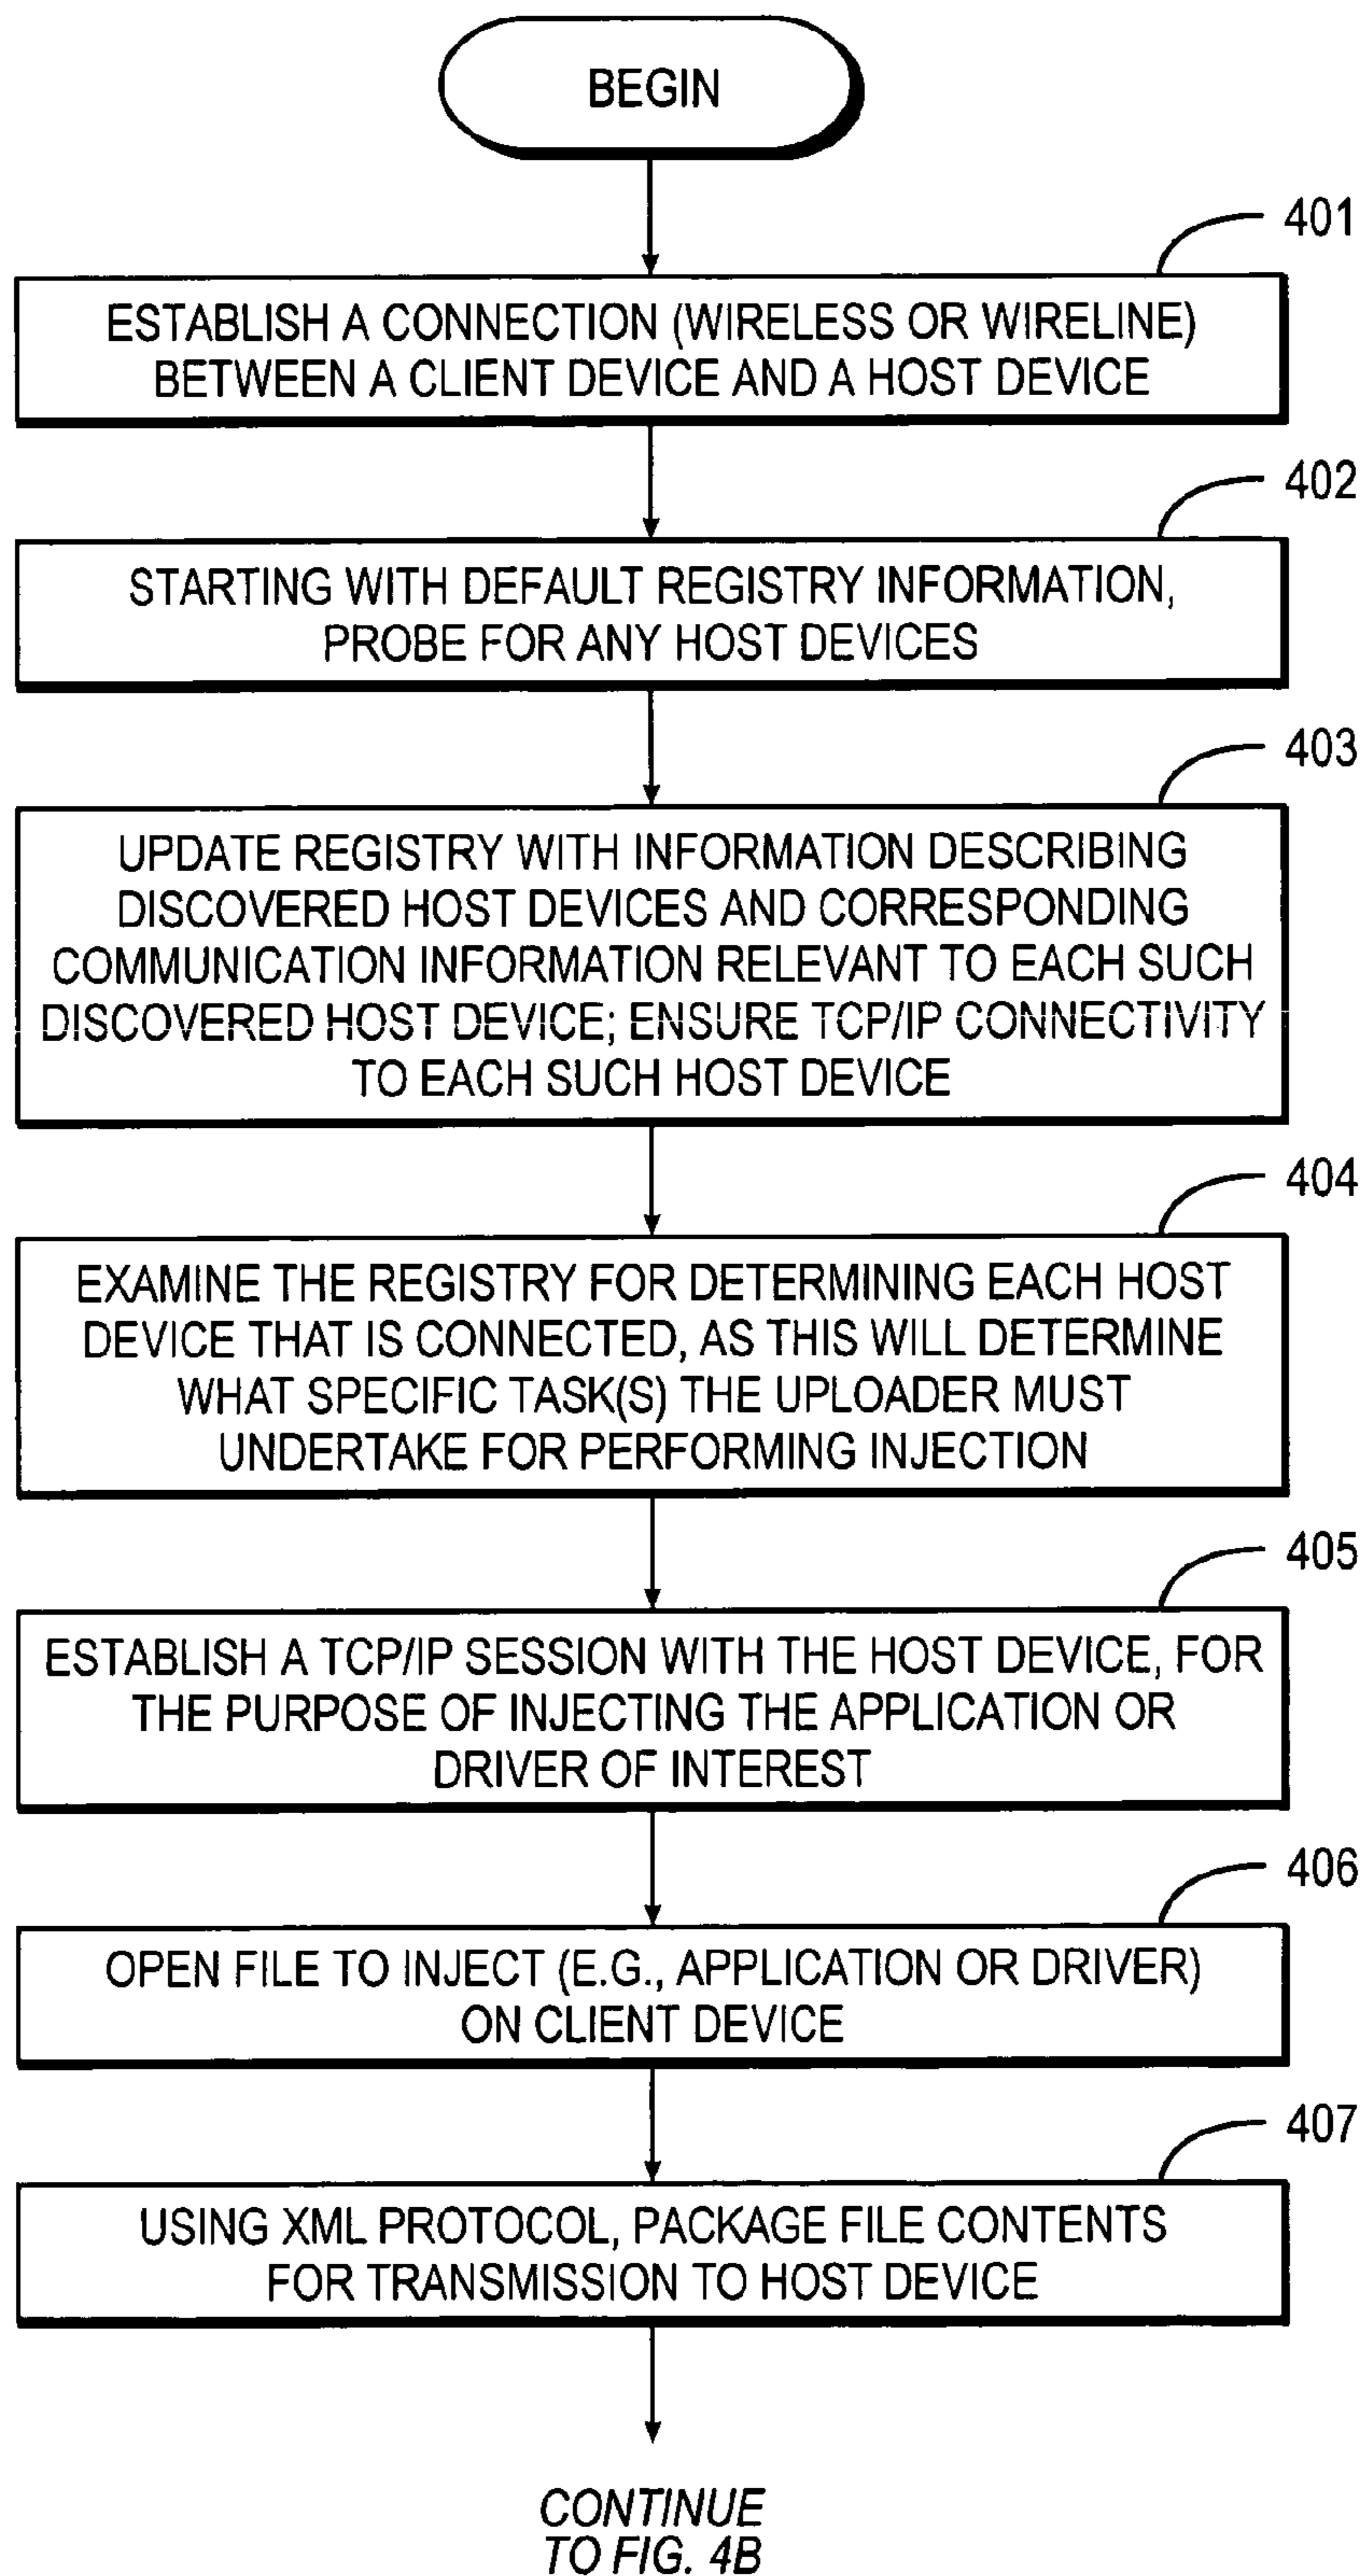 BEGIN
401
ESTABLISH A CONNECTION (WIRELESS OR WIRELINE)
BETWEEN A CLIENT DEVICE AND A HOST DEVICE
402
STARTING WITH DEFAULT REGISTRY INFORMATION,
PROBE FOR ANY HOST DEVICES
403
UPDATE REGISTRY WITH INFORMATION DESCRIBING
DISCOVERED HOST DEVICES AND CORRESPONDING
COMMUNICATION INFORMATION RELEVANT TO EACH SUCH
DISCOVERED HOST DEVICE; ENSURE TCP/IP CONNECTIVITY
TO EACH SUCH HOST DEVICE
404
EXAMINE THE REGISTRY FOR DETERMINING EACH HOST
DEVICE THAT IS CONNECTED, AS THIS WILL DETERMINE
WHAT SPECIFIC TASK(S) THE UPLOADER MUST
UNDERTAKE FOR PERFORMING INJECTION
405
ESTABLISH A TCP/IP SESSION WITH THE HOST DEVICE, FOR
THE PURPOSE OF INJECTING THE APPLICATION OR
DRIVER OF INTEREST
406
OPEN FILE TO INJECT (E.G., APPLICATION OR DRIVER)
ON CLIENT DEVICE
407
USING XML PROTOCOL, PACKAGE FILE CONTENTS
FOR TRANSMISSION TO HOST DEVICE
CONTINUE
TO FIG. 4B